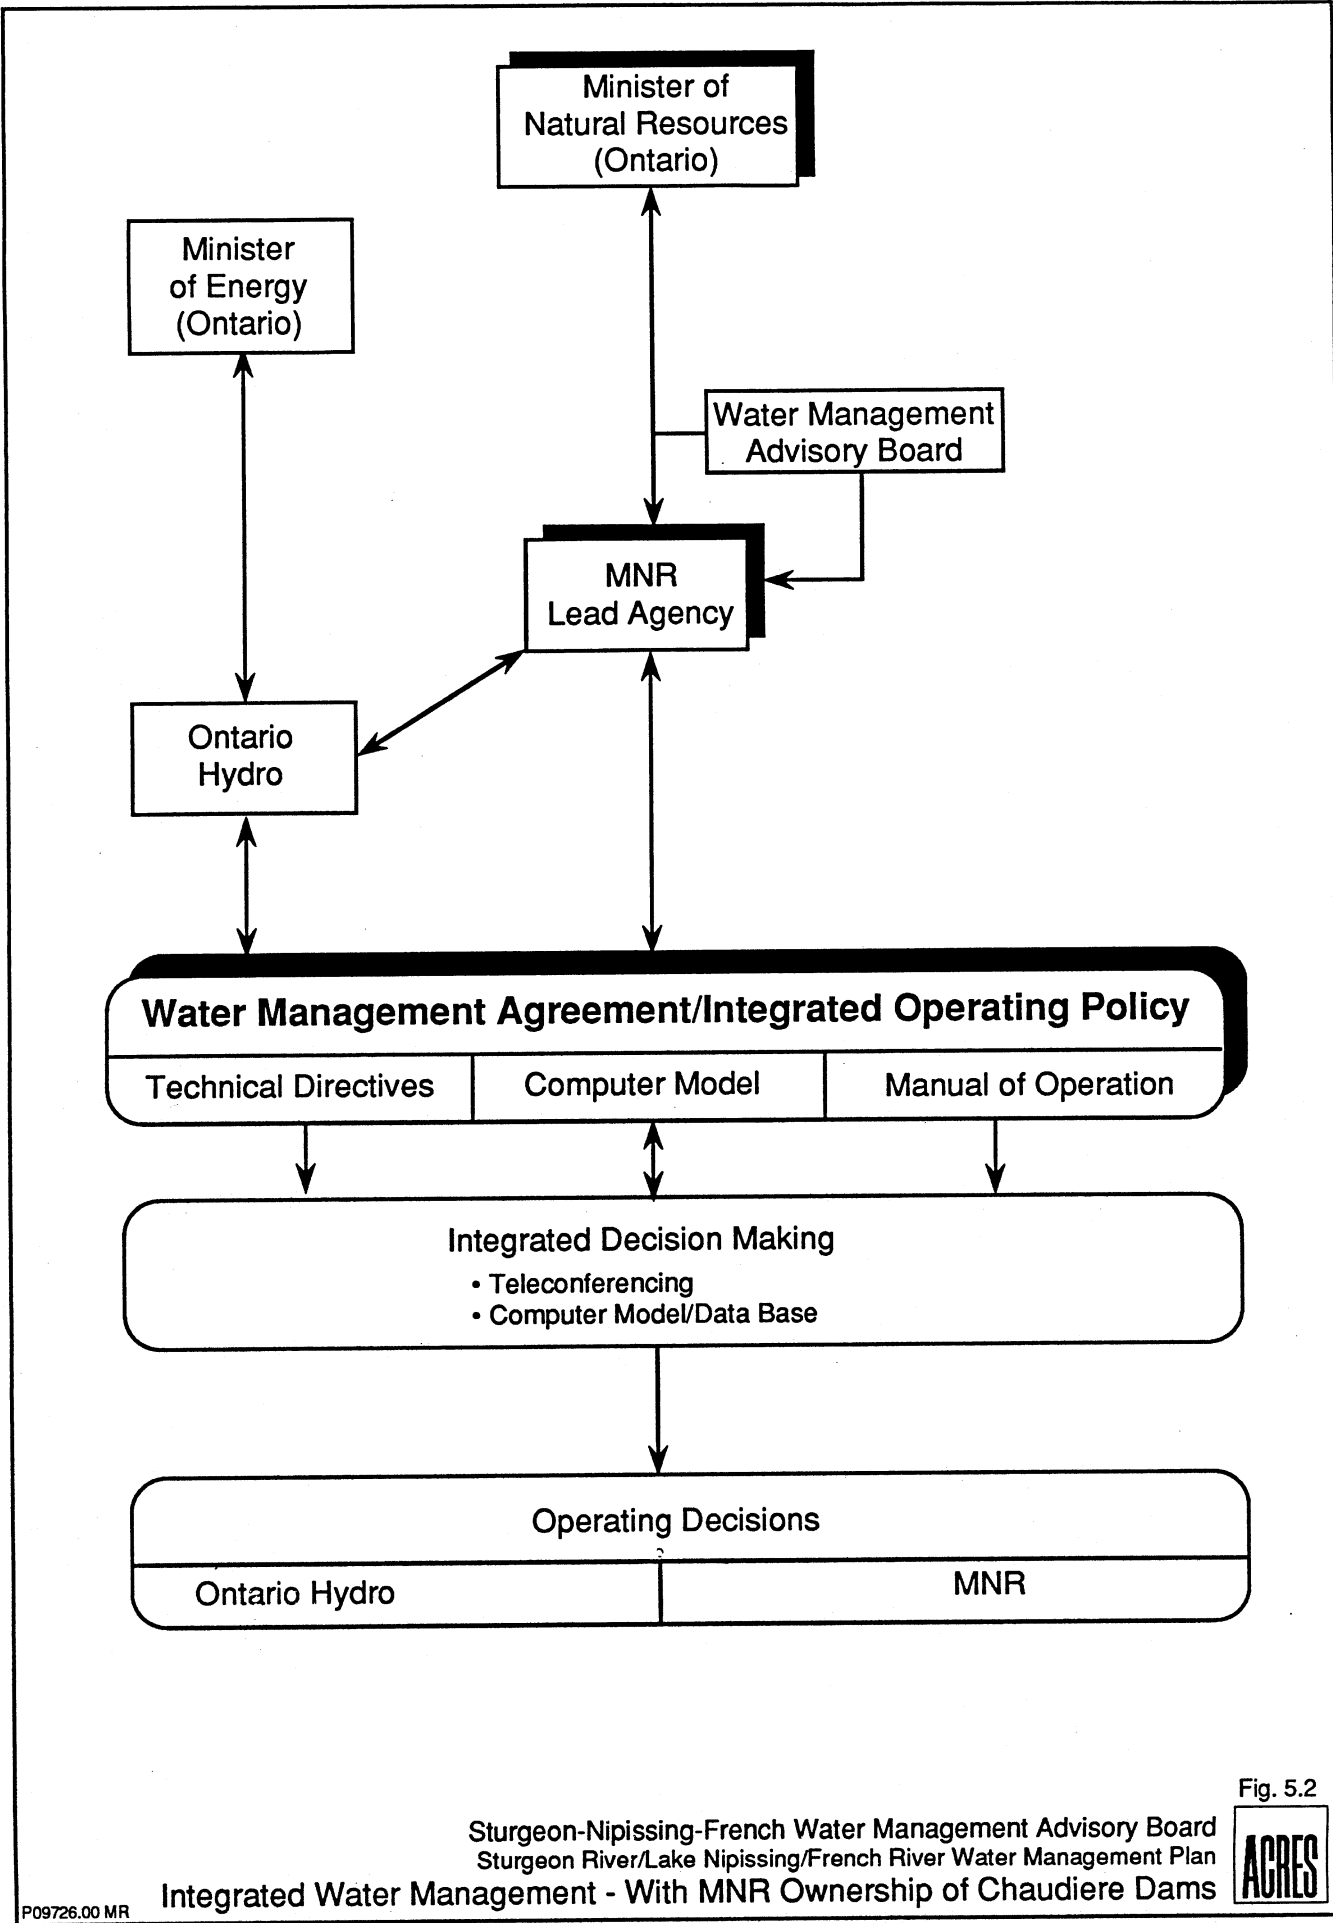 Minister of
Natural Resources
(Ontario)
Minister
of Energy
(Ontario)
Water Management
Advisory Board
MNR
Lead Agency
Ontario
Hydro
Water Management Agreement/Integrated Operating Policy
Technical Directives
Computer Model
Manual of Operation
Integrated Decision Making
• Teleconferencing
• Computer Model/Data Base
Operating Decisions
Ontario Hydro
MNR
Fig. 5.2
Sturgeon-Nipissing-French Water Management Advisory Board
Sturgeon River/Lake Nipissing/French River Water Management Plan
Integrated Water Management - With MNR Ownership of Chaudiere Dams
ACRES
P09726.00 MR